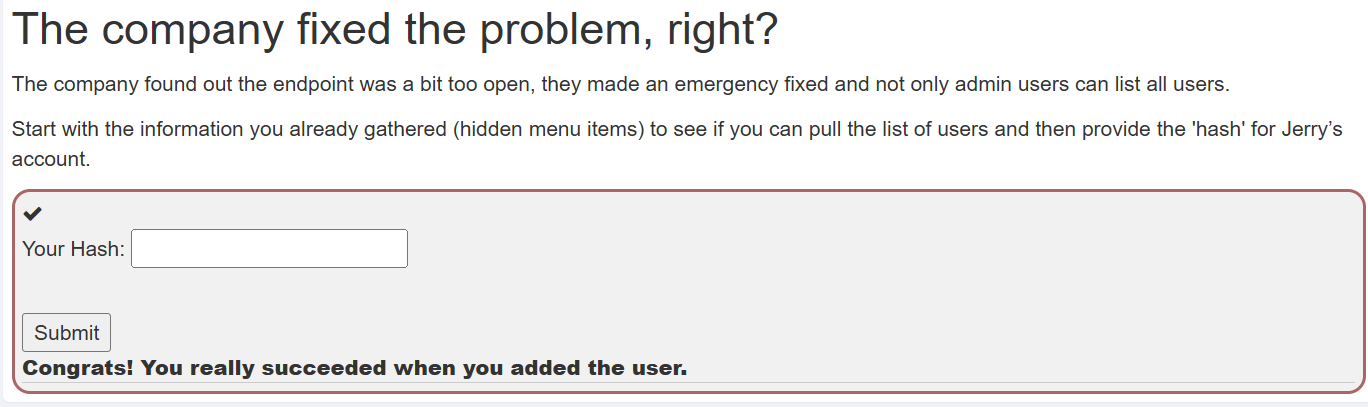 The company fixed the problem, right?
The company found out the endpoint was a bit too open, they made an emergency fixed and not only admin users can list all users.
Start with the information you already gathered (hidden menu items) to see if you can pull the list of users and then provide the 'hash' for Jerry’s
account.
Your Hash:
Submit
Congrats! You really succeeded when you added the user.